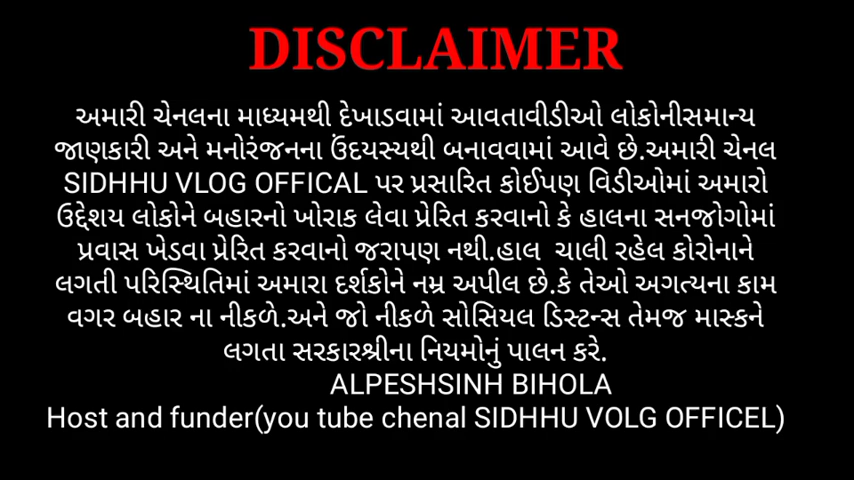 DISCLAIMER
અમારી ચેનલના માધ્યમથી દેખાડવામાં આવતાવીડીઓ લોકોનીસમાન્ય
જાણકારી અને મનોરંજનના ઉંદયસ્યથી બનાવવામાં આવે છે.અમારી ચેનલ
SIDHHU VLOG OFFICAL પર પ્રસારિત કોઈપણ વિડીઓમાં અમારો
ઉદ્દેશય લોકોને બહારનો ખોરાક લેવા પ્રેરિત કરવાનો કે હાલના સનજોગોમાં
પ્રવાસ ખેડવા પ્રેરિત કરવાનો જરાપણ નથી.હાલ ચાલી રહેલ કોરોનાને
લગતી પરિસ્થિતિમાં અમારા દર્શકોને નમ્ર અપીલ છે.કે તેઓ અગત્યના કામ
વગર બહાર ના નીકળે.અને જો નીકળે સોસિયલ ડિસ્ટન્સ તેમજ માસ્કને
લગતા સરકારશ્રીના નિયમોનું પાલન કરે.
ALPESHSINH BIHOLA
Host and funder(you tube chenal SIDHHU VOLG OFFICEL)